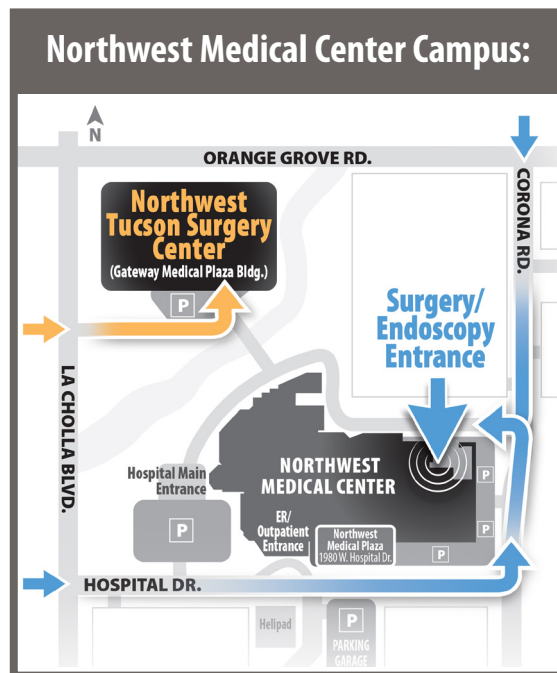 Northwest Medical Center Campus:
N
ORANGE GROVE RD.
CORONA RD.
Northwest
Tucson Surgery
Center
(Gateway Medical Plaza Bldg.)
P
Surgery/
Endoscopy
Entrance
LA CHOLLA BLVD.
Hospital Main
Entrance
P
NORTHWEST
MEDICAL CENTER
P
P
P
ER/
Outpatient
Entrance
Northwest
Medical Plaza
1980 W. Hospital Dr.
HOSPITAL DR.
Helipad
P
PARKING
GARAGE